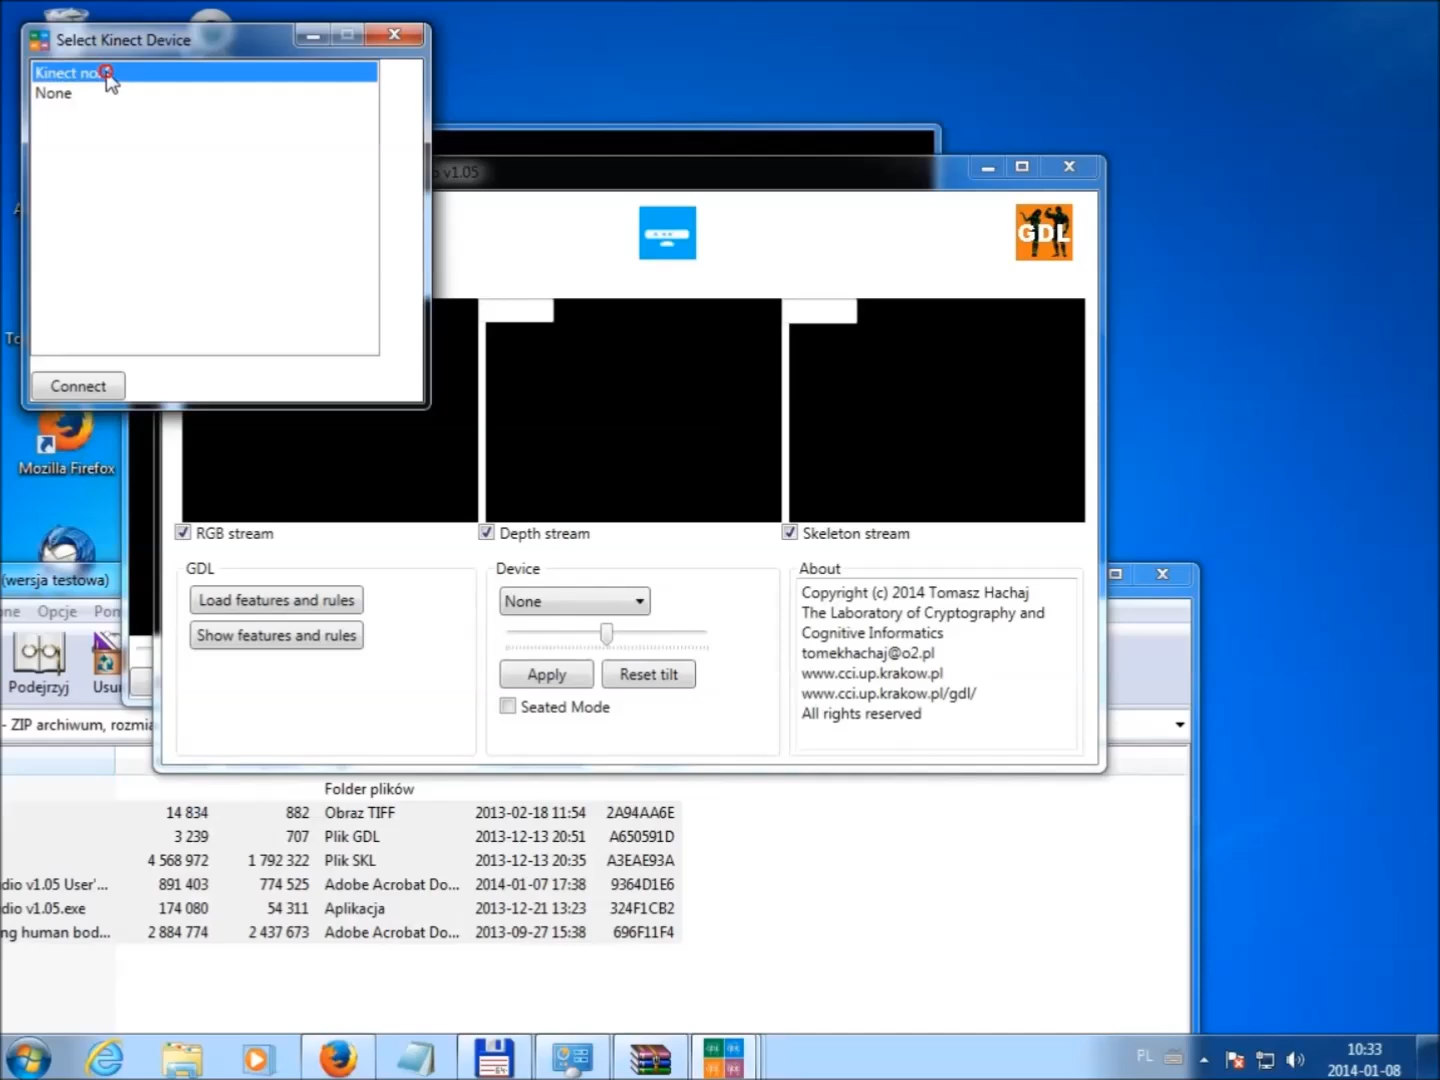 Select Kinect Device
Kinect no
None
Connect
v1.05
GDL
Mozilla Firefox
RGB stream
Depth stream
Skeleton stream
GDL
Load features and rules
Show features and rules
Device
None
Apply
Reset tilt
Seated Mode
About
Copyright (c) 2014 Tomasz Hachaj
The Laboratory of Cryptography and
Cognitive Informatics
tomekhachaj@o2.pl
www.cci.up.krakow.pl
www.cci.up.krakow.pl/gdl/
All rights reserved
(wersja testowa)
Opcje
Podejrzyj
- ZIP archiwum, rozmia
Folder plików
14 834 882 Obraz TIFF 2013-02-18 11:54 2A94AA6E
3 239 707 Plik GDL 2013-12-13 20:51 A650591D
4 568 972 1 792 322 Plik SKL 2013-12-13 20:35 A3EAE93A
dio v1.05 User'... 891 403 774 525 Adobe Acrobat Do... 2014-01-07 17:38 9364D1E6
dio v1.05.exe 174 080 54 311 Aplikacja 2013-12-21 13:23 324F1CB2
ng human bod... 2 884 774 2 437 673 Adobe Acrobat Do... 2013-09-27 15:38 696F11F4
PL
10:33
2014-01-08